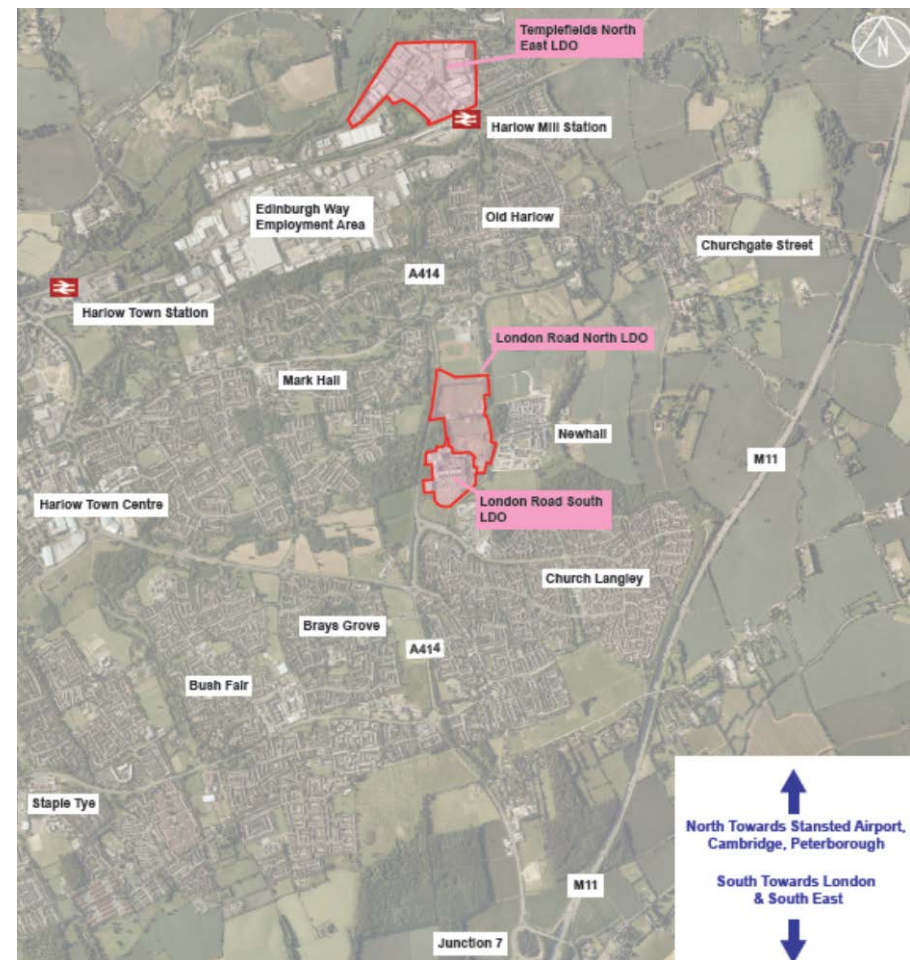 Templefields North
East LDO
N
Harlow Mill Station
Edinburgh Way
Employment Area
Old Harlow
Churchgate Street
A414
Harlow Town Station
London Road North LDO
Mark Hall
Newhall
M11
Harlow Town Centre
London Road South
LDO
Church Langley
Brays Grove
A414
Bush Fair
Staple Tye
North Towards Stansted Airport,
Cambridge, Peterborough
South Towards London
& South East
M11
Junction 7